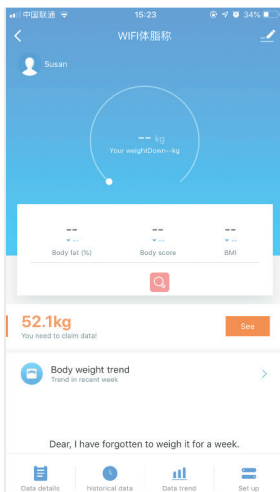 中国联通 15:23 34%
WIFI体脂称
Susan
-- kg
Your weightDown--kg
-- -- --
-- -- --
Body fat (%) Body score BMI
52.1kg
You need to claim data!
See
Body weight trend
Trend in recent week
Dear, I have forgotten to weigh it for a week.
Data details historical data Data trend Set up